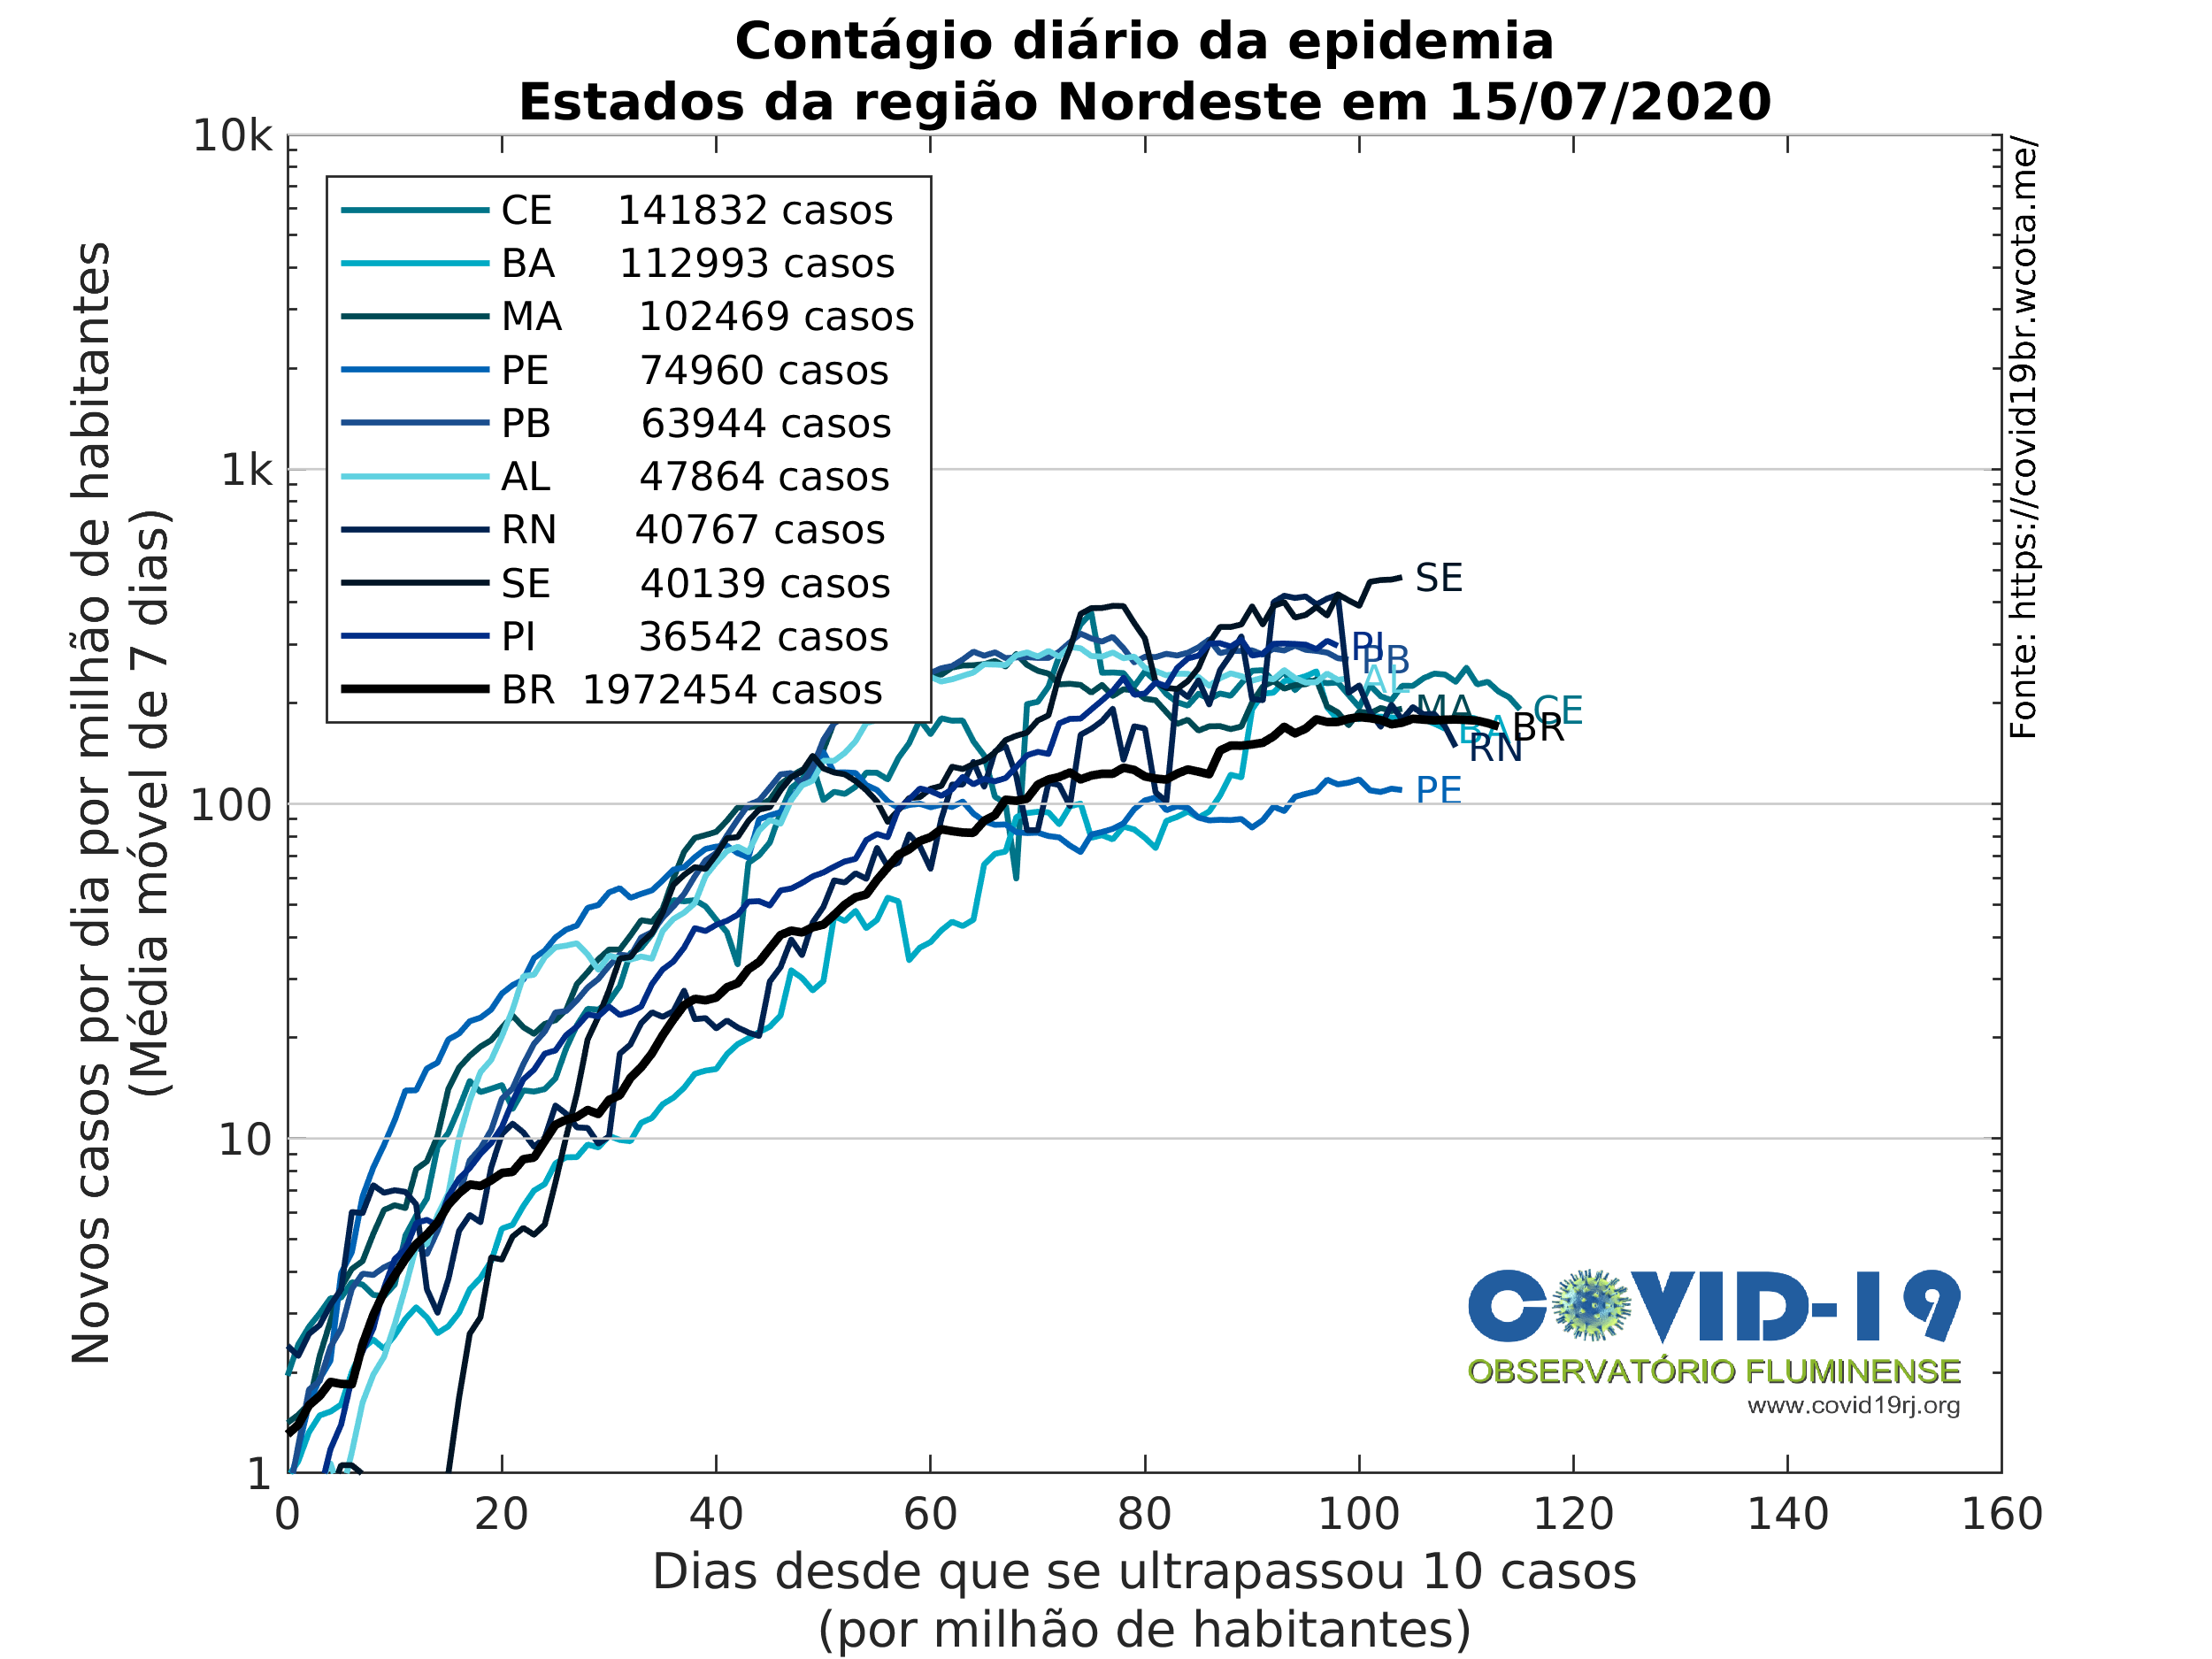 Contágio diário da epidemia
Estados da região Nordeste em 15/07/2020
Novos casos por dia por milhão de habitantes
(Média móvel de 7 dias)
10k
1k
100
10
1
CE 141832 casos
BA 112993 casos
MA 102469 casos
PE 74960 casos
PB 63944 casos
AL 47864 casos
RN 40767 casos
SE 40139 casos
PI 36542 casos
BR 1972454 casos
SE
PI
PB
AL
MA
CE
BA
BR
RN
PE
Fonte: https://covid19br.wcota.me/
COVID-19
OBSERVATÓRIO FLUMINENSE
www.covid19rj.org
0 20 40 60 80 100 120 140 160
Dias desde que se ultrapassou 10 casos
(por milhão de habitantes)